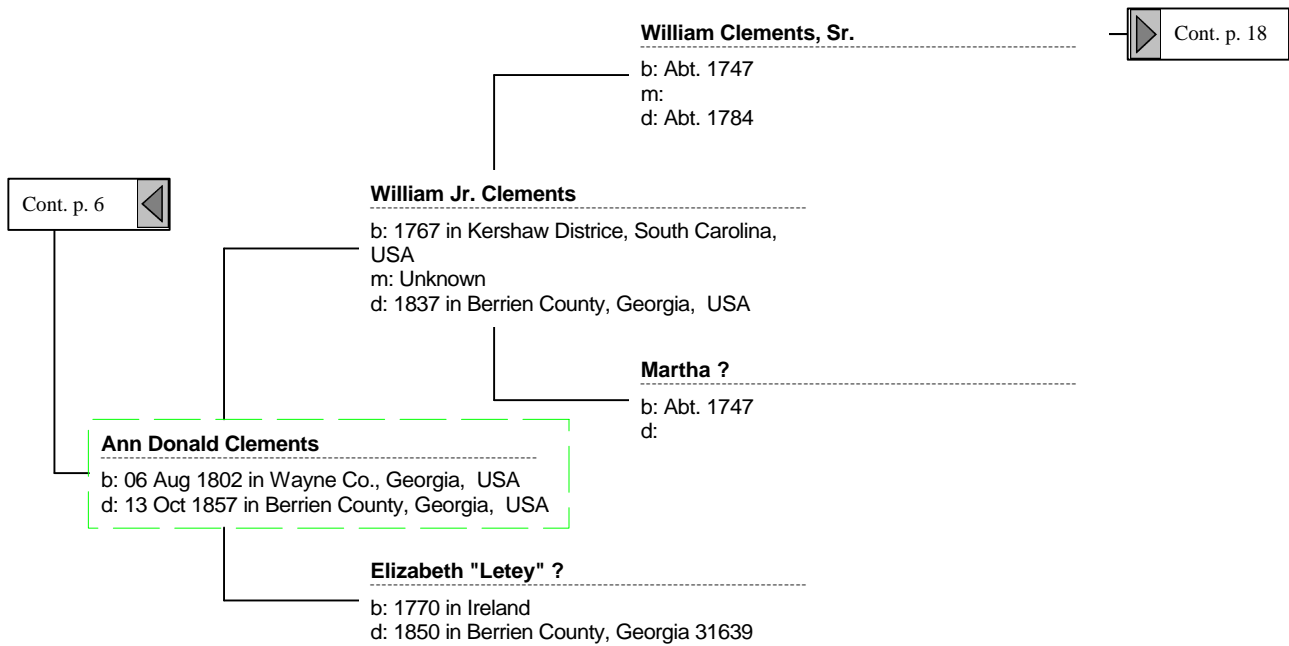 William Clements, Sr.
Cont. p. 18
b: Abt. 1747
m:
d: Abt. 1784
Cont. p. 6
William Jr. Clements
b: 1767 in Kershaw Districe, South Carolina,
USA
m: Unknown
d: 1837 in Berrien County, Georgia,  USA
Martha ?
b: Abt. 1747
d:
Ann Donald Clements
b: 06 Aug 1802 in Wayne Co., Georgia,  USA
d: 13 Oct 1857 in Berrien County, Georgia,  USA
Elizabeth "Letey" ?
b: 1770 in Ireland
d: 1850 in Berrien County, Georgia 31639